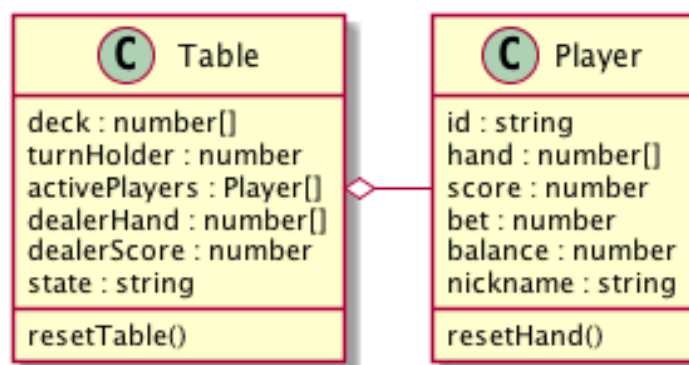 C Table
deck : number[]
turnHolder : number
activePlayers : Player[]
dealerHand : number[]
dealerScore : number
state : string
resetTable()
C Player
id : string
hand : number[]
score : number
bet : number
balance : number
nickname : string
resetHand()